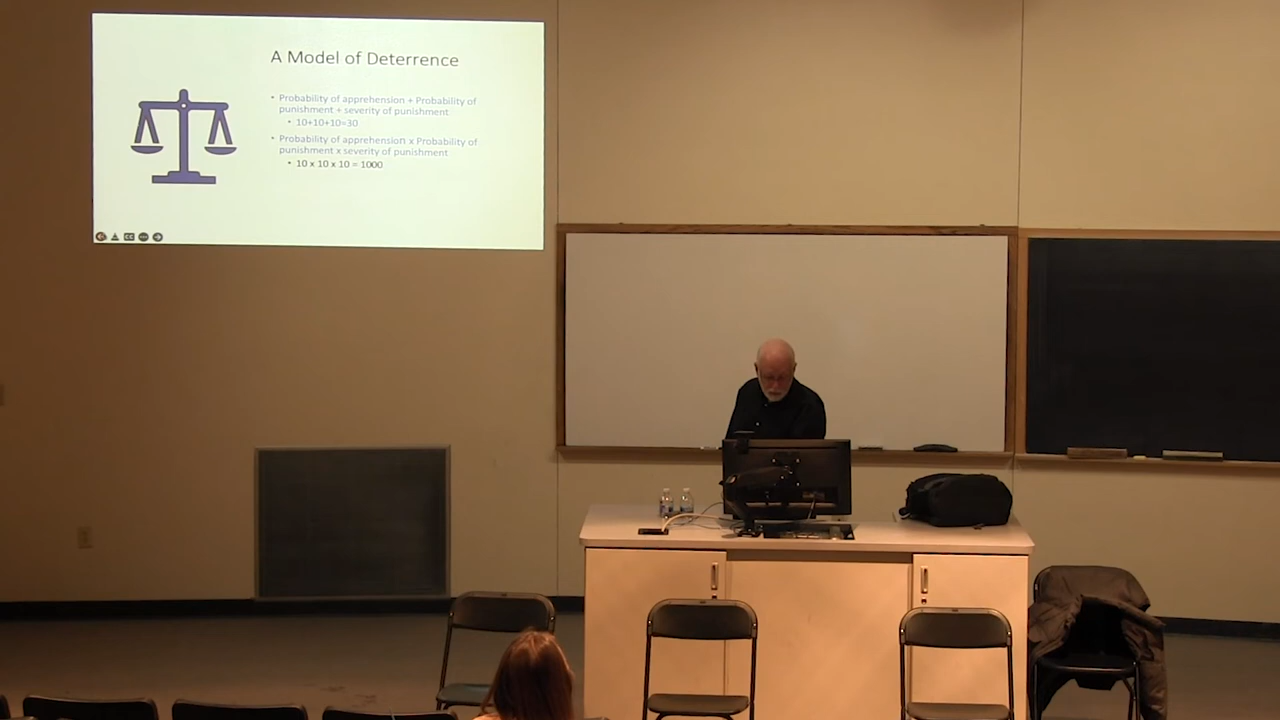 A Model of Deterrence
• Probability of apprehension + Probability of
punishment + severity of punishment
• 10+10+10=30
• Probability of apprehension x Probability of
punishment x severity of punishment
• 10 x 10 x 10 = 1000
CC